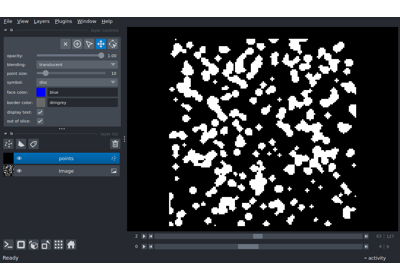 File View Layers Plugins Window Help
opacity: 1.00
blending: translucent
point size: 10
symbol: disc
face color: blue
border color: dimgrey
display text: ✓
out of slice: ✓
points
Image
2
0
Ready activity